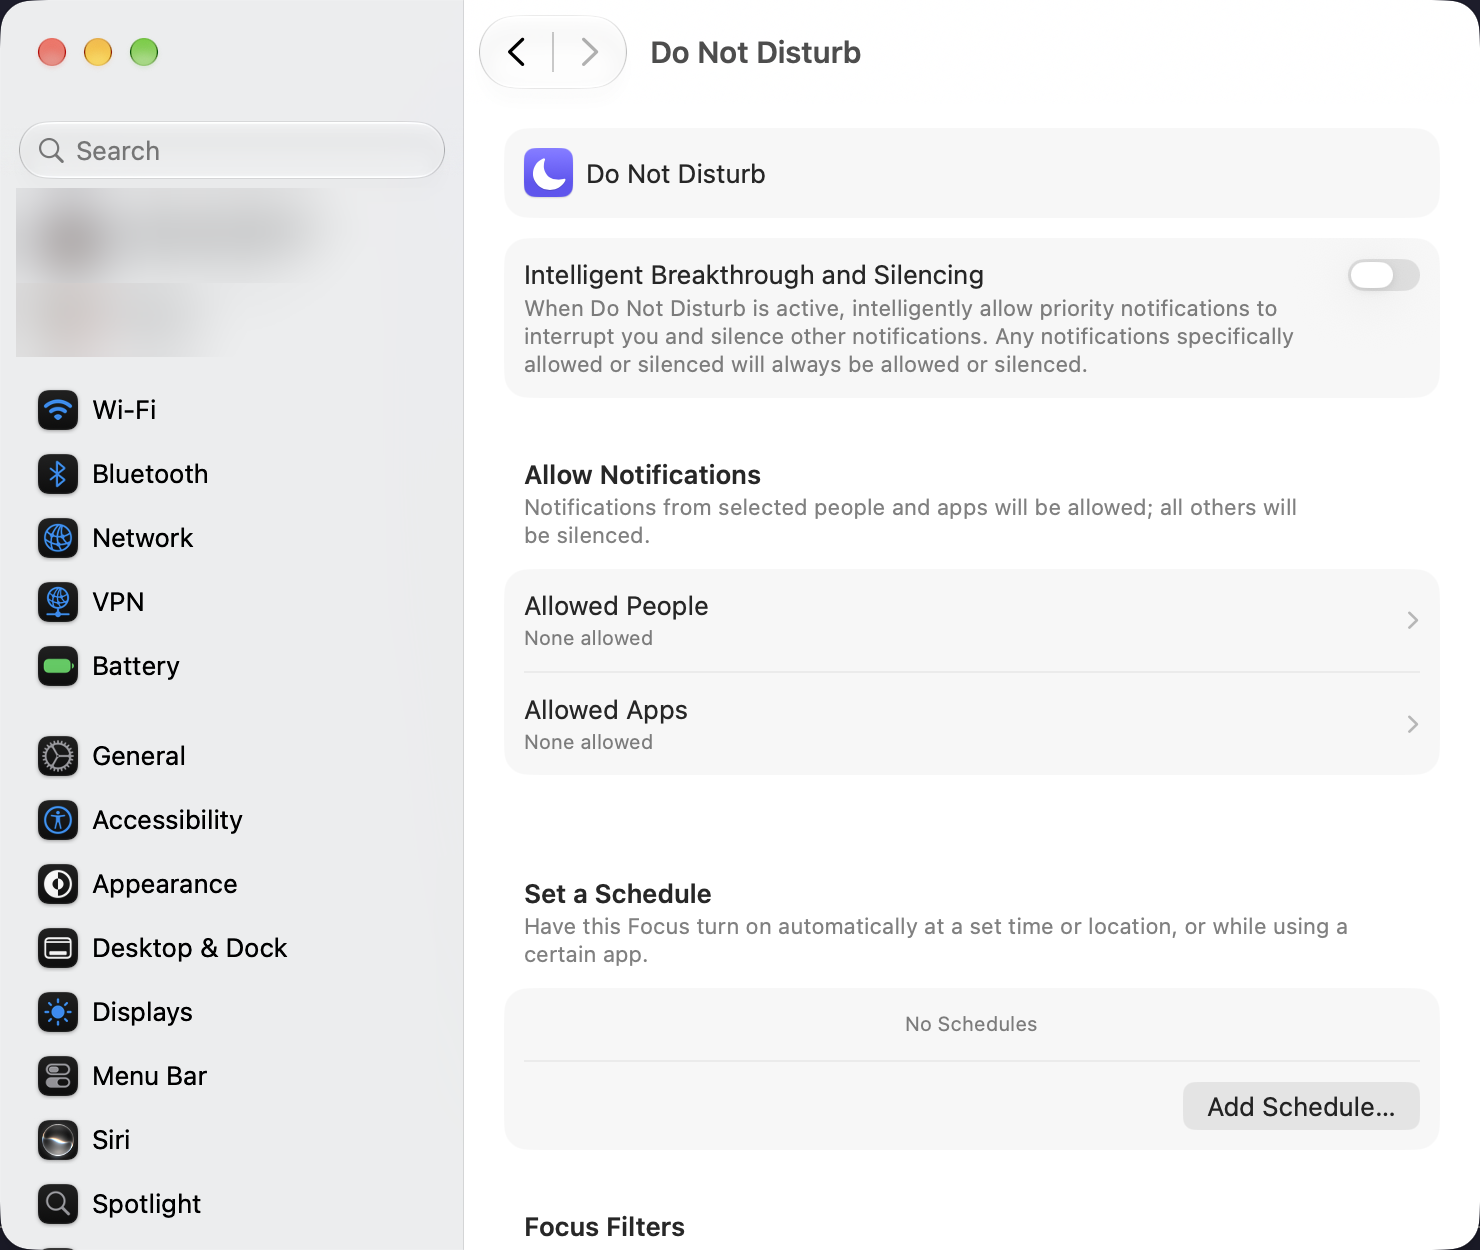 Do Not Disturb
Search
Wi-Fi
Bluetooth
Network
VPN
Battery
General
Accessibility
Appearance
Desktop & Dock
Displays
Menu Bar
Siri
Spotlight
Do Not Disturb
Intelligent Breakthrough and Silencing
When Do Not Disturb is active, intelligently allow priority notifications to
interrupt you and silence other notifications. Any notifications specifically
allowed or silenced will always be allowed or silenced.
Allow Notifications
Notifications from selected people and apps will be allowed; all others will
be silenced.
Allowed People
None allowed
Allowed Apps
None allowed
Set a Schedule
Have this Focus turn on automatically at a set time or location, or while using a
certain app.
No Schedules
Add Schedule...
Focus Filters